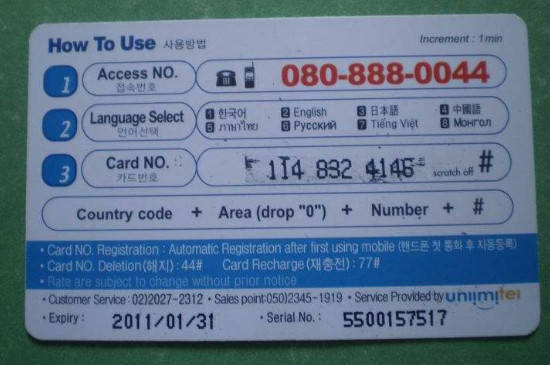 How To Use 사용방법 Increment : 1min
1 Access NO. 접속번호 080-888-0044
2 Language Select 언어선택 1 한국어 2 English 3 日本語 4 中國語
5 ภาษาไทย 6 Русский 7 Tiếng Việt 8 Монгол
3 Card NO. 카드번호 114 892 4146 scratch off #
Country code + Area (drop "0") + Number + #
· Card NO. Registration : Automatic Registration after first using mobile (핸드폰 첫 통화 후 자동등록)
· Card NO. Deletion(해지) : 44# Card Recharge (재충전) : 77#
· Rate are subject to change without prior notice
· Customer Service : 02)2027-2312 · Sales point:050)2345-1919 · Service Provided by unlimitel
· Expiry : 2011/01/31 · Serial No. : 5500157517